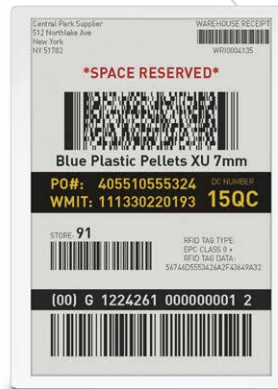 Central Park Supplier
512 Northlake Ave
New York
NY 51782
WAREHOUSE RECEIPT
WRI0004135
*SPACE RESERVED*
Blue Plastic Pellets XU 7mm
PO#: 405510555324
WMIT: 111330220193
DC NUMBER
15QC
STORE: 91
RFID TAG TYPE:
EPC CLASS 0 +
RFID TAG DATA:
56746D5553426A2F43649A32
(00) G 1224261 000000001 2